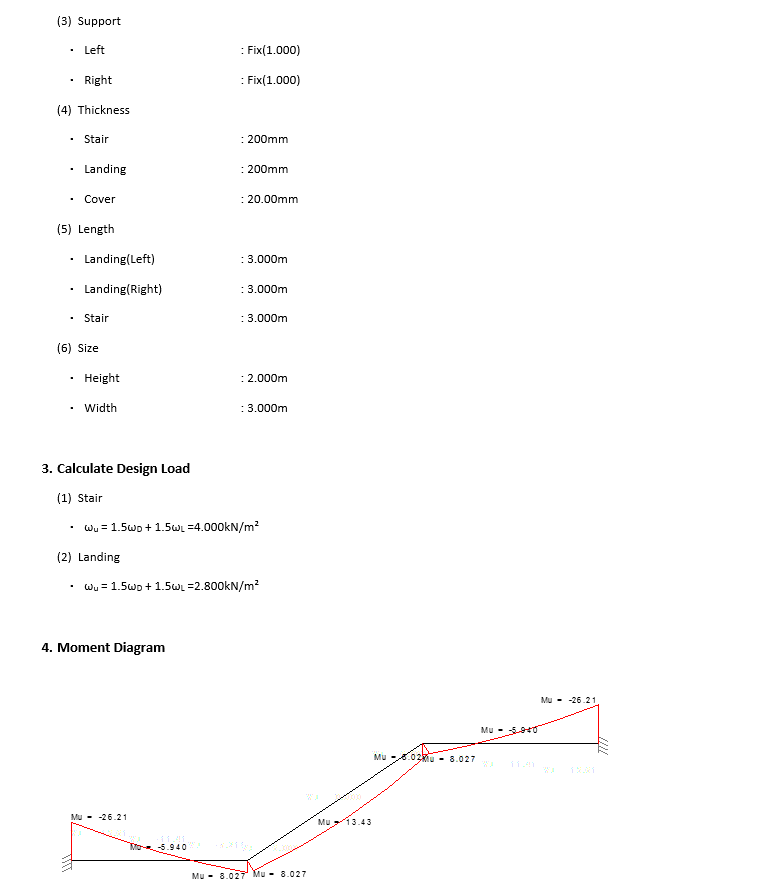 (3) Support
· Left : Fix(1.000)
· Right : Fix(1.000)
(4) Thickness
· Stair : 200mm
· Landing : 200mm
· Cover : 20.00mm
(5) Length
· Landing(Left) : 3.000m
· Landing(Right) : 3.000m
· Stair : 3.000m
(6) Size
· Height : 2.000m
· Width : 3.000m
3. Calculate Design Load
(1) Stair
· ωu = 1.5ωD + 1.5ωL =4.000kN/m²
(2) Landing
· ωu = 1.5ωD + 1.5ωL =2.800kN/m²
4. Moment Diagram
Mu = -26.21
Mu = -5.940
Mu = 8.027
Mu = 13.43
Mu = -26.21
Mu = -5.940
Mu = 8.027 Mu = 8.027